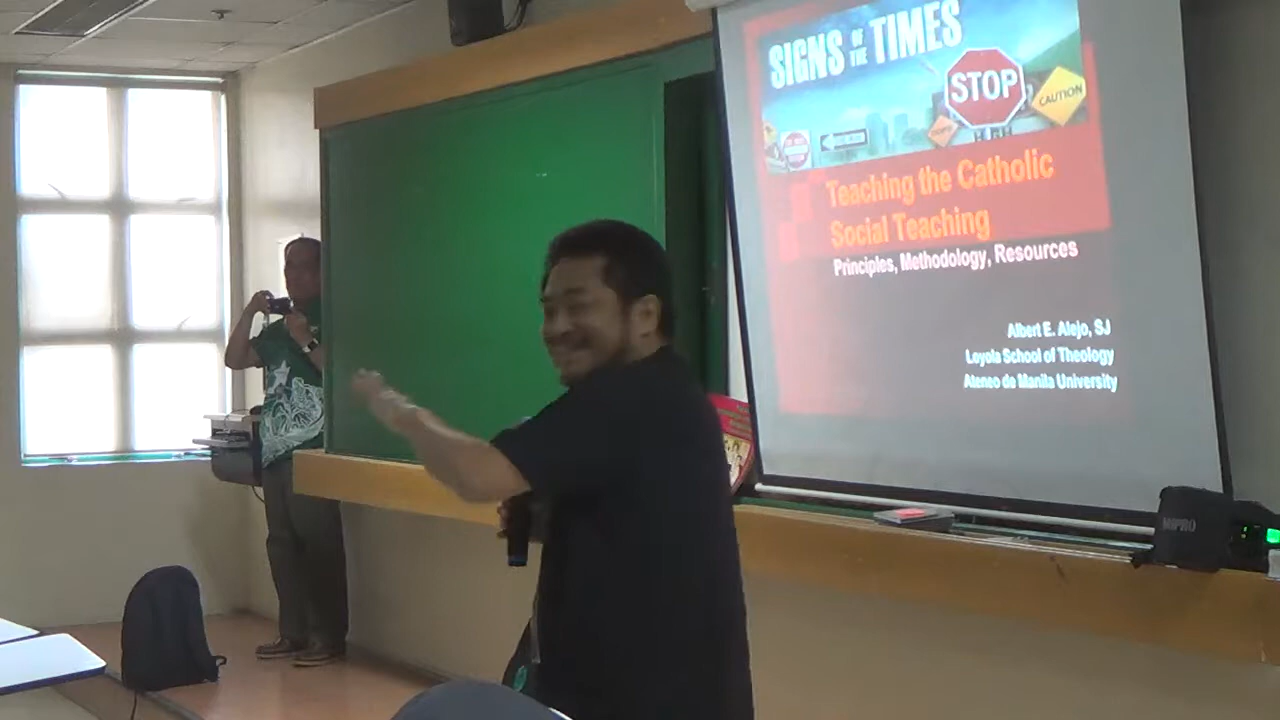 SIGNS OF THE TIMES
STOP
CAUTION
Teaching the Catholic
Social Teaching
Principles, Methodology, Resources
Albert E. Alejo, SJ
Loyola School of Theology
Ateneo de Manila University
MIPRO